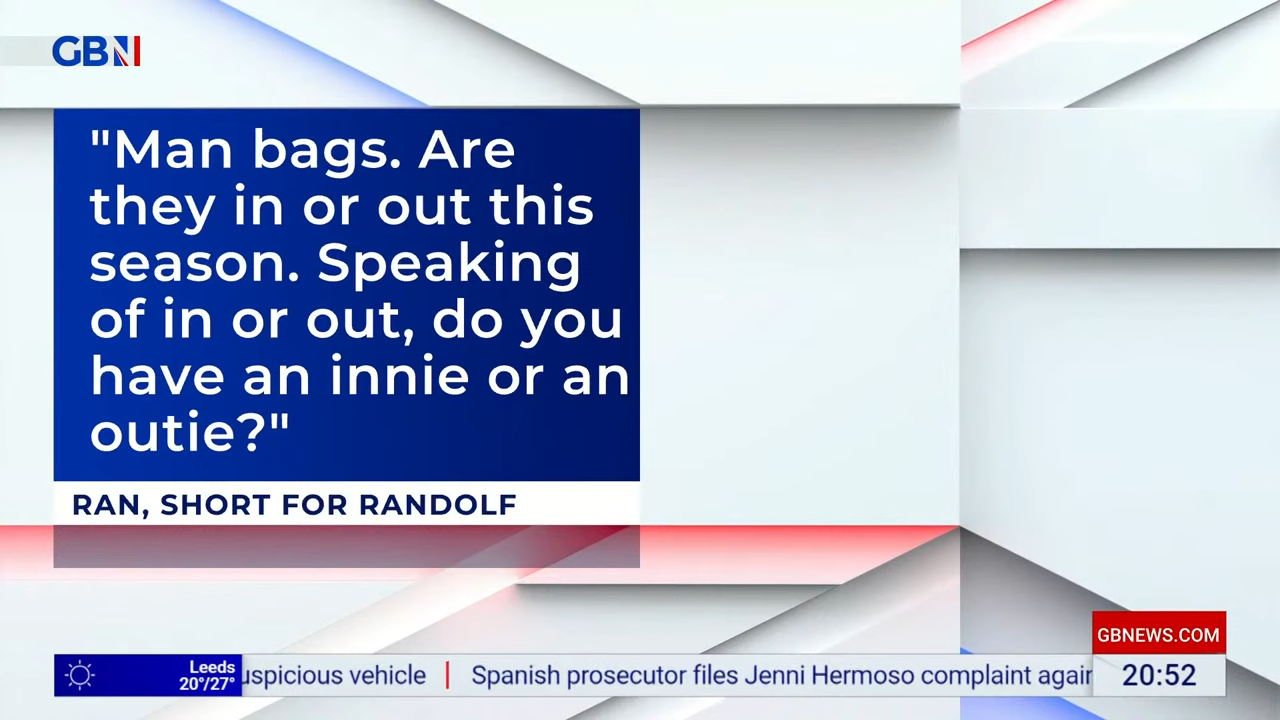 GBN
"Man bags. Are
they in or out this
season. Speaking
of in or out, do you
have an innie or an
outie?"
RAN, SHORT FOR RANDOLF
GBNEWS.COM
Leeds
20°/27°
uspicious vehicle | Spanish prosecutor files Jenni Hermoso complaint again
20:52